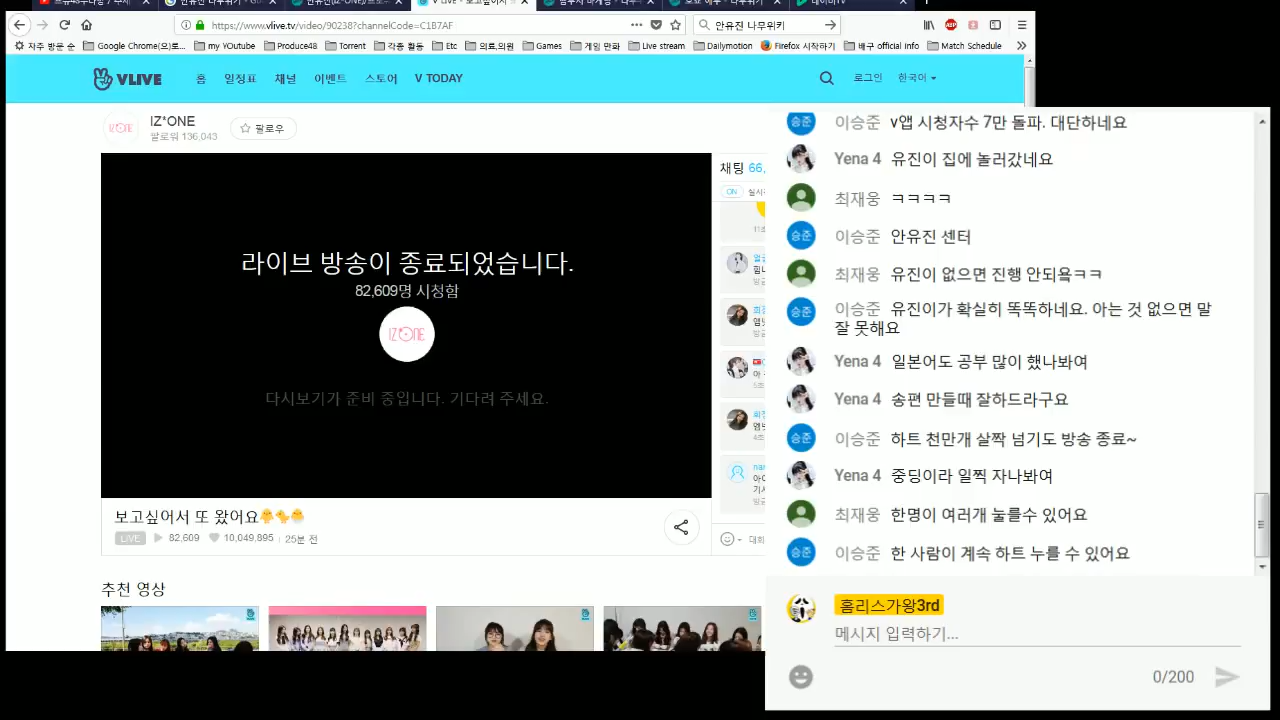 https://www.vlive.tv/video/90238?channelCode=C1B7AF
안유진 나무위키
자주 방문 순
Google Chrome(으)로...
my Youtube
Produce48
Torrent
각종 활동
Etc
의료,의원
Games
게임 만화
Live stream
Dailymotion
Firefox 시작하기
배구 official info
Match Schedule
VLIVE
홈
일정표
채널
이벤트
스토어
V TODAY
로그인
한국어
IZ*ONE
팔로워 136,043
팔로우
라이브 방송이 종료되었습니다.
82,609명 시청함
IZ*ONE
다시보기가 준비 중입니다. 기다려 주세요.
채팅 66,
ON
보고싶어서 또 왔어요
LIVE
82,609
10,049,895
25분 전
추천 영상
이승준 v앱 시청자수 7만 돌파. 대단하네요
Yena 4 유진이 집에 놀러갔네요
최재웅 ㅋㅋㅋㅋ
이승준 안유진 센터
최재웅 유진이 없으면 진행 안되욬ㅋㅋ
이승준 유진이가 확실히 똑똑하네요. 아는 것 없으면 말
잘 못해요
Yena 4 일본어도 공부 많이 했나봐여
Yena 4 송편 만들때 잘하드라구요
이승준 하트 천만개 살짝 넘기도 방송 종료~
Yena 4 중딩이라 일찍 자나봐여
최재웅 한명이 여러개 눌를수 있어요
이승준 한 사람이 계속 하트 누를 수 있어요
홈리스가왕3rd
메시지 입력하기...
0/200